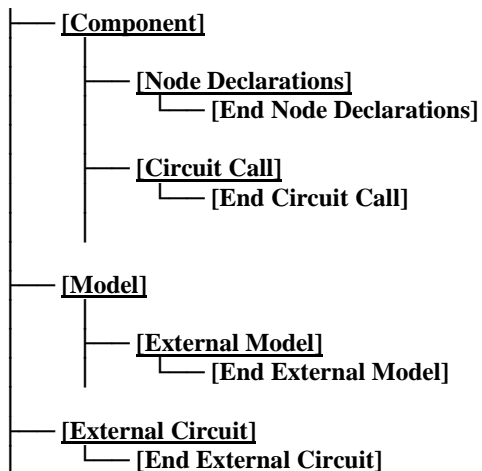 [Component]
[Node Declarations]
[End Node Declarations]
[Circuit Call]
[End Circuit Call]
[Model]
[External Model]
[End External Model]
[External Circuit]
[End External Circuit]